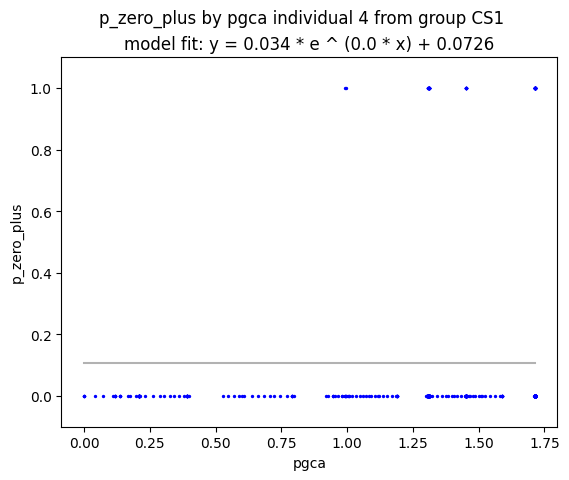 p_zero_plus by pgca individual 4 from group CS1
model fit: y = 0.034 * e ^ (0.0 * x) + 0.0726
1.0
0.8
0.6
0.4
0.2
0.0
p_zero_plus
0.00 0.25 0.50 0.75 1.00 1.25 1.50 1.75
pgca